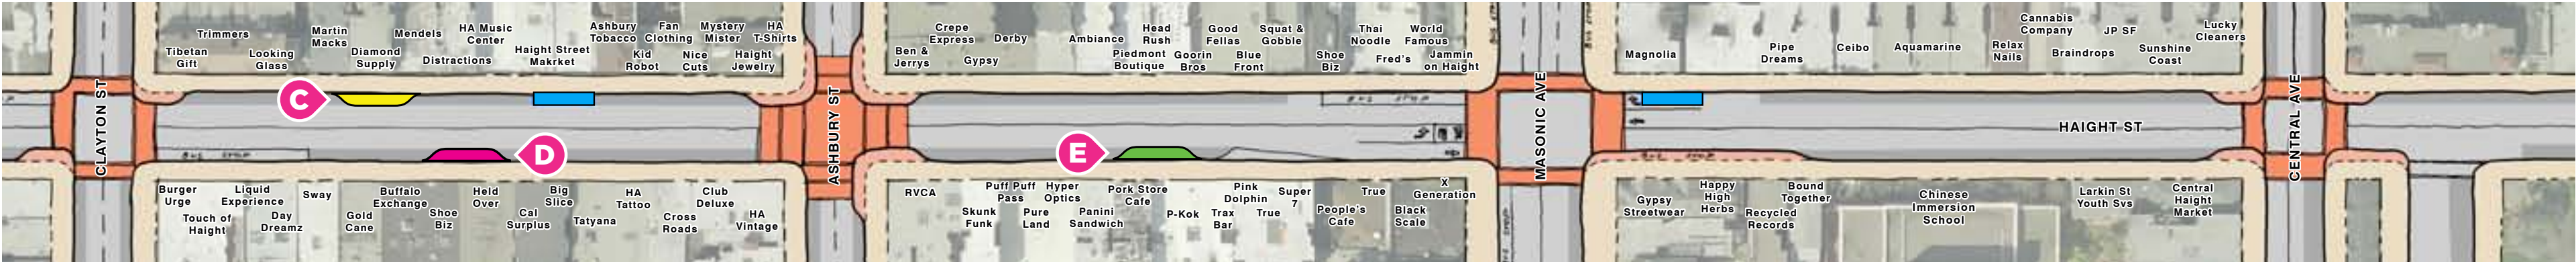 Tibetan
Gift
Trimmers
Looking
Glass
Martin
Macks
Diamond
Supply
Mendels
Distractions
HA Music
Center
Haight Street
Makrket
Ashbury
Tobacco
Kid
Robot
Fan
Clothing
Nice
Cuts
Mystery
Mister
Haight
Jewelry
HA
T-Shirts
Ben &
Jerrys
Crepe
Express
Gypsy
Derby
Ambiance
Head
Rush
Piedmont
Boutique
Goorin
Bros
Good
Fellas
Blue
Front
Squat &
Gobble
Shoe
Biz
Thai
Noodle
Fred's
World
Famous
Jammin
on Haight
Magnolia
Pipe
Dreams
Ceibo
Aquamarine
Relax
Nails
Cannabis
Company
Braindrops
JP SF
Sunshine
Coast
Lucky
Cleaners
BUS STOP
C
CLAYTON ST
ASHBURY ST
MASONIC AVE
CENTRAL AVE
HAIGHT ST
BUS STOP
D
E
BUS STOP
Burger
Urge
Touch of
Haight
Liquid
Experience
Day
Dreamz
Sway
Gold
Cane
Buffalo
Exchange
Shoe
Biz
Held
Over
Cal
Surplus
Big
Slice
Tatyana
HA
Tattoo
Cross
Roads
Club
Deluxe
HA
Vintage
RVCA
Skunk
Funk
Puff Puff
Pass
Pure
Land
Hyper
Optics
Panini
Sandwich
Pork Store
Cafe
P-Kok
Trax
Bar
Pink
Dolphin
True
Super
7
People's
Cafe
True
Black
Scale
X
Generation
Gypsy
Streetwear
Happy
High
Herbs
Recycled
Records
Bound
Together
Chinese
Immersion
School
Larkin St
Youth Svs
Central
Haight
Market